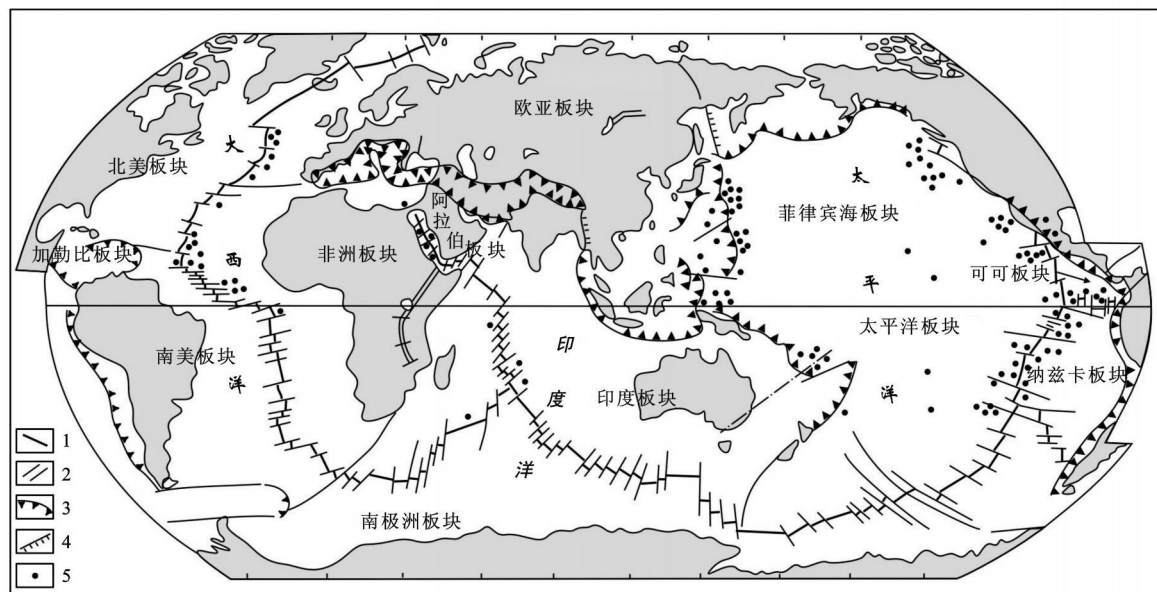 欧亚板块
大
北美板块
太
菲律宾海板块
阿
拉
伯
板块
加勒比板块
西
非洲板块
可可板块
平
太平洋板块
印
南美板块
纳兹卡板块
洋
度
印度板块
洋
洋
南极洲板块
1
2
3
4
5